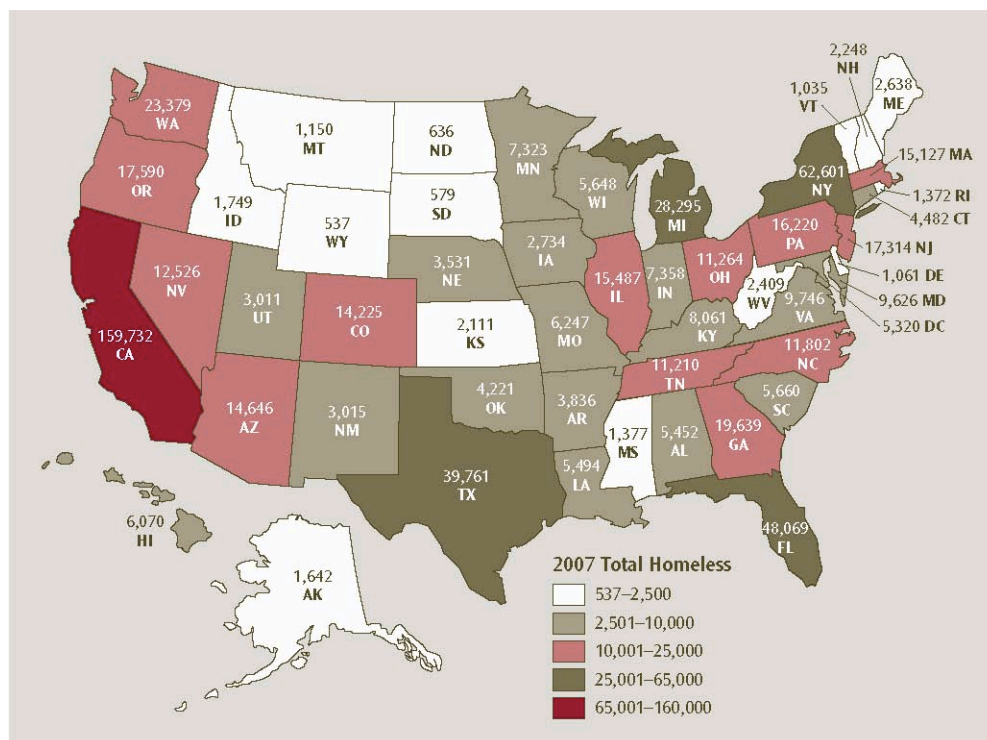 2,248
NH
1,035
VT
2,638
ME
23,379
WA
1,150
MT
636
ND
7,323
MN
15,127 MA
17,590
OR
62,601
NY
5,648
WI
1,749
ID
579
SD
28,295
MI
1,372 RI
4,482 CT
537
WY
16,220
PA
17,314 NJ
2,734
IA
11,264
OH
12,526
NV
3,531
NE
15,487
IL
7,358
IN
1,061 DE
2,409
WV
3,011
UT
14,225
CO
9,626 MD
9,746
VA
5,320 DC
159,732
CA
2,111
KS
6,247
MO
8,061
KY
11,802
NC
11,210
TN
14,646
AZ
3,015
NM
4,221
OK
3,836
AR
5,660
SC
1,377
MS
5,452
AL
19,639
GA
39,761
TX
5,494
LA
6,070
HI
48,069
FL
1,642
AK
2007 Total Homeless
537–2,500
2,501–10,000
10,001–25,000
25,001–65,000
65,001–160,000